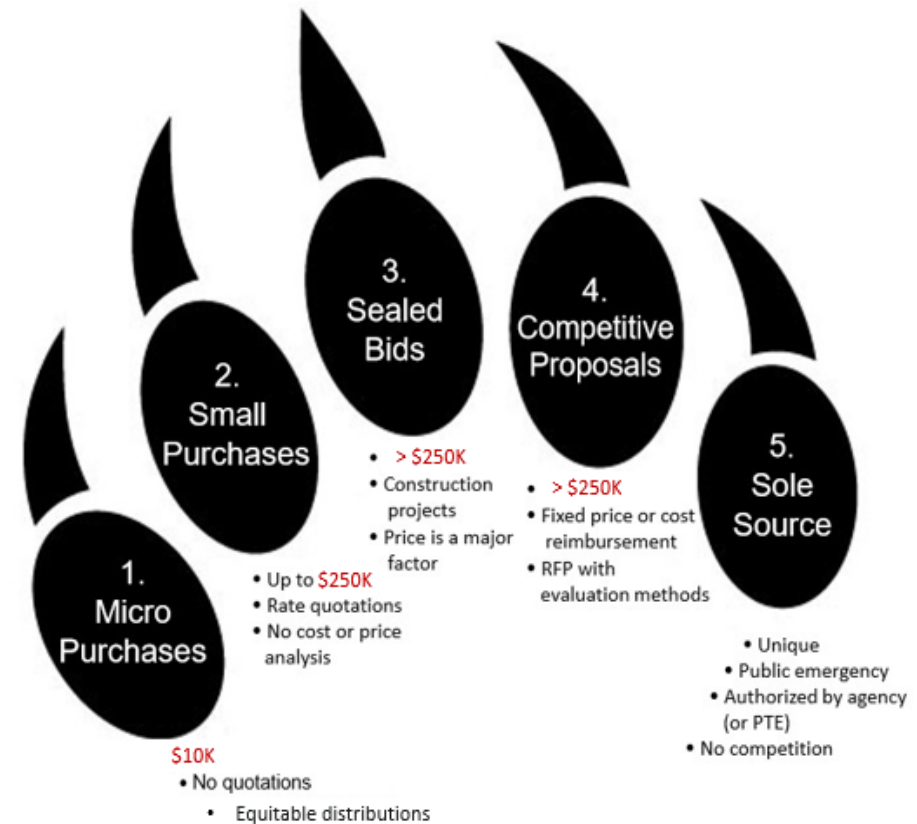 1.
Micro
Purchases
$10K
• No quotations
• Equitable distributions
2.
Small
Purchases
• Up to $250K
• Rate quotations
• No cost or price
analysis
3.
Sealed
Bids
• > $250K
• Construction
projects
• Price is a major
factor
4.
Competitive
Proposals
• > $250K
• Fixed price or cost
reimbursement
• RFP with
evaluation methods
5.
Sole
Source
• Unique
• Public emergency
• Authorized by agency
(or PTE)
• No competition